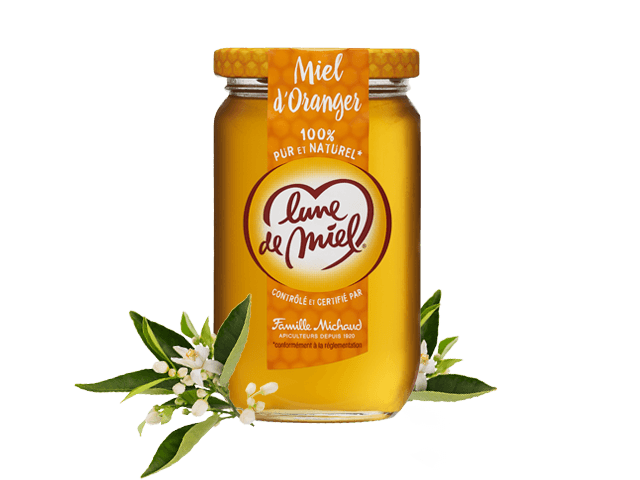 Miel
d'Oranger
100%
PUR ET NATUREL*
lune
de miel®
CONTRÔLÉ ET CERTIFIÉ PAR
Famille Michaud
APICULTEURS DEPUIS 1920
*conformément à la réglementation